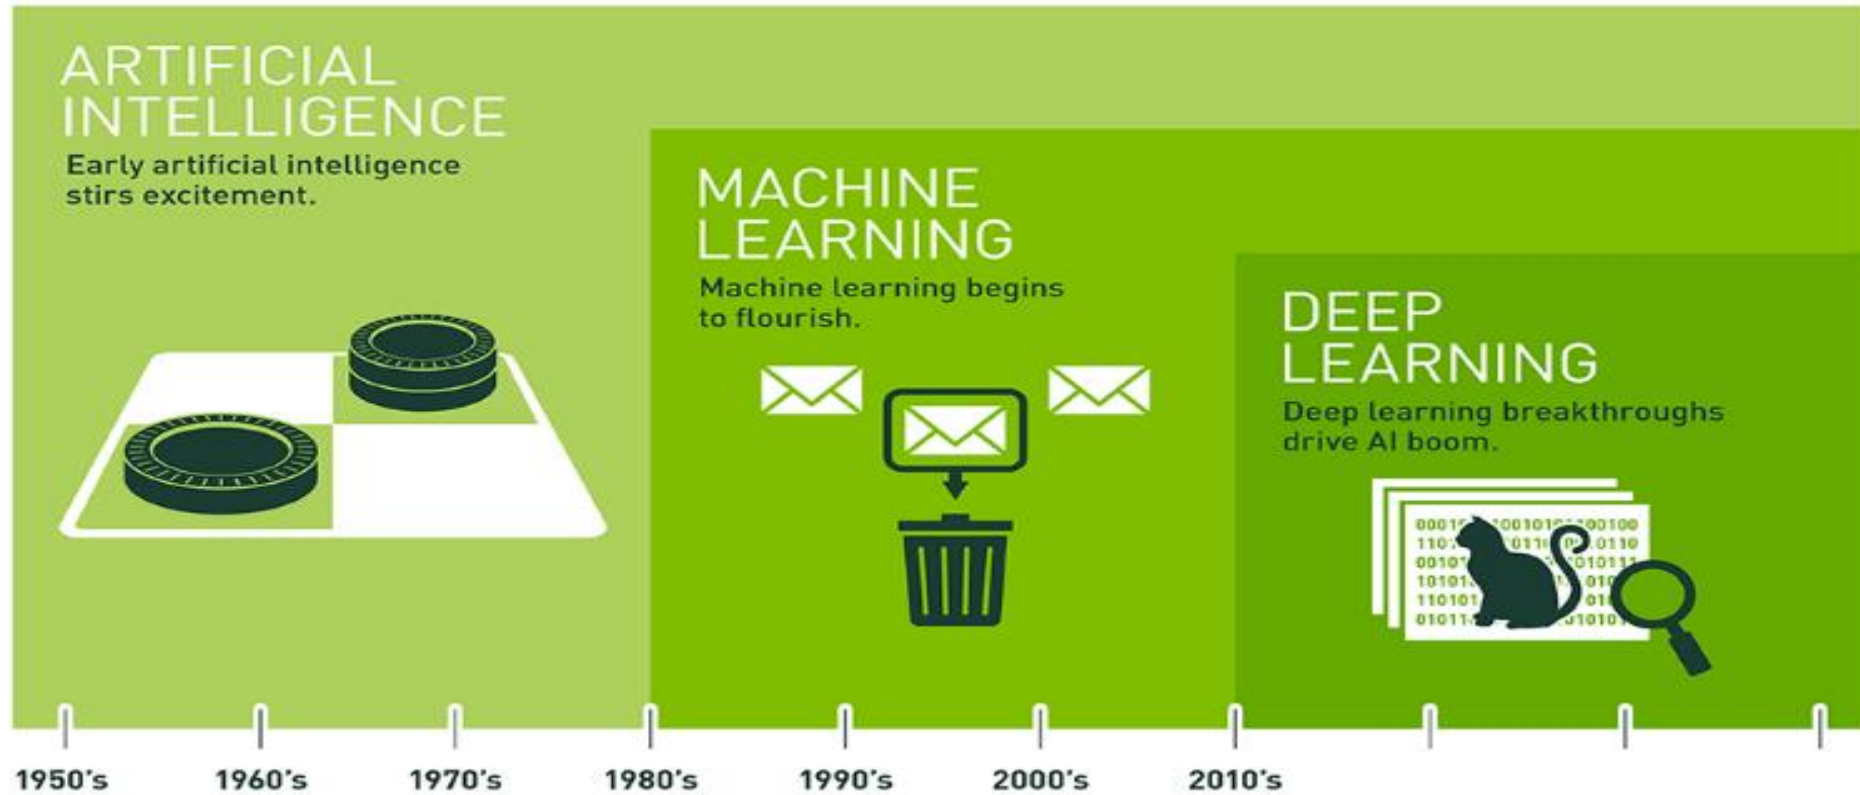 ARTIFICIAL
INTELLIGENCE
Early artificial intelligence
stirs excitement.
MACHINE
LEARNING
Machine learning begins
to flourish.
DEEP
LEARNING
Deep learning breakthroughs
drive AI boom.
1950's 1960's 1970's 1980's 1990's 2000's 2010's